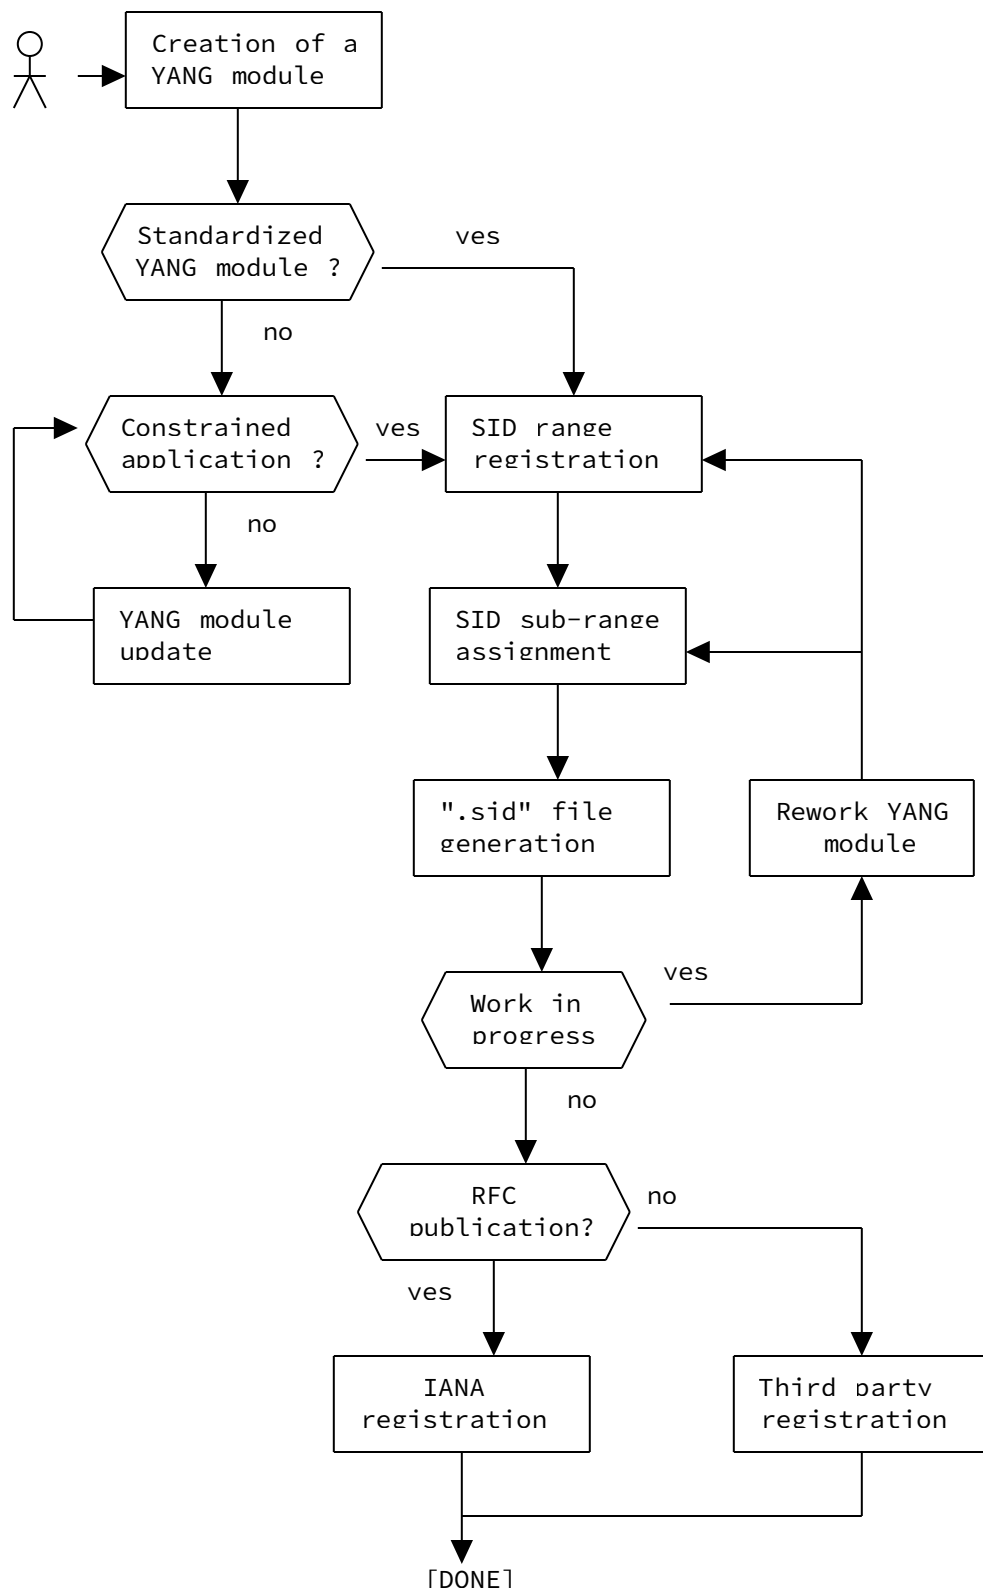 Creation of a
YANG module
Standardized
YANG module ?
yes
no
Constrained
application ?
yes
SID range
registration
no
YANG module
update
SID sub-range
assignment
".sid" file
generation
Rework YANG
module
yes
Work in
progress
no
RFC
publication?
no
yes
IANA
registration
Third party
registration
[DONE]